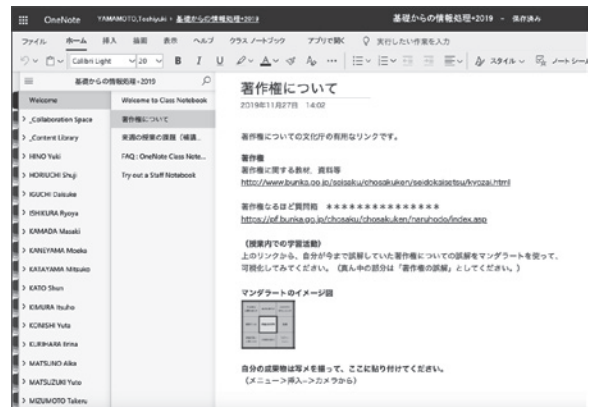 OneNote YAMAMOTO,Toshiyuki › 基礎からの情報処理+2019
基礎からの情報処理+2019 - 保存済み
ファイル ホーム 挿入 描画 表示 ヘルプ クラス ノートブック アプリで開く 実行したい作業を入力
Calibri Light 20 B I U A スタイル
基礎からの情報処理+2019
Welcome
_Collaboration Space
_Content Library
HINO Yuki
HORIUCHI Shuji
IGUCHI Daisuke
ISHIKURA Ryoya
KAMADA Masaki
KANEYAMA Moeka
KATAYAMA Mitsuko
KATO Shun
KIMURA Itsuho
KONISHI Yuta
KURIHARA Erina
MATSUNO Aika
MATSUZUKI Yuto
MIZUMOTO Takeru
Welcome to Class Notebook
著作権について
来週の授業の課題（補講...
FAQ : OneNote Class Note...
Try out a Staff Notebook
著作権について
2019年11月27日 14:02
著作権についての文化庁の有用なリンクです。
著作権
著作権に関する教材，資料等
http://www.bunka.go.jp/seisaku/chosakuken/seidokaisetsu/kyozai.html
著作権なるほど質問箱 ＊＊＊＊＊＊＊＊＊＊＊＊＊＊＊
https://pf.bunka.go.jp/chosaku/chosakuken/naruhodo/index.asp
（授業内での学習活動）
上のリンクから、自分が今まで誤解していた著作権についての誤解をマンダラートを使って、
可視化してみてください。（真ん中の部分は「著作権の誤解」としてください。）
マンダラートのイメージ図
自分の成果物は写メを撮って、ここに貼り付けてください。
（メニュー＞挿入–＞カメラから）